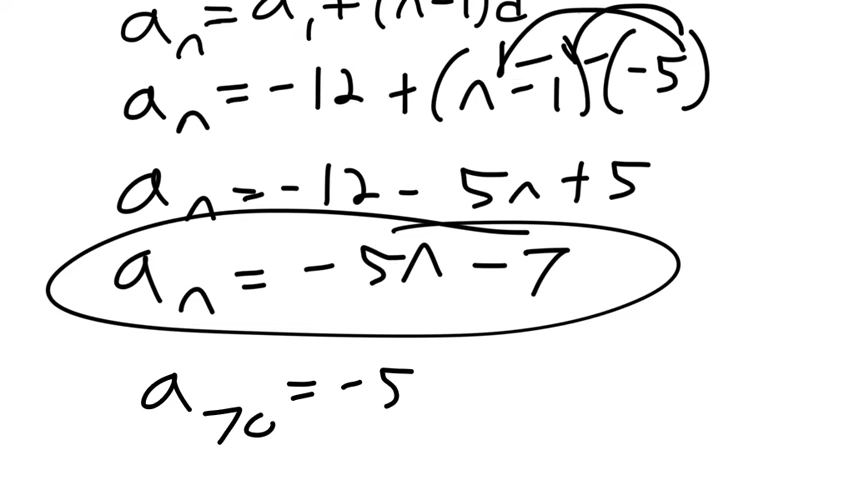 aₙ = a₁ + (n-1)d
aₙ = -12 + (n-1)(-5)
aₙ = -12 - 5n + 5
aₙ = -5n - 7
a₇₀ = -5